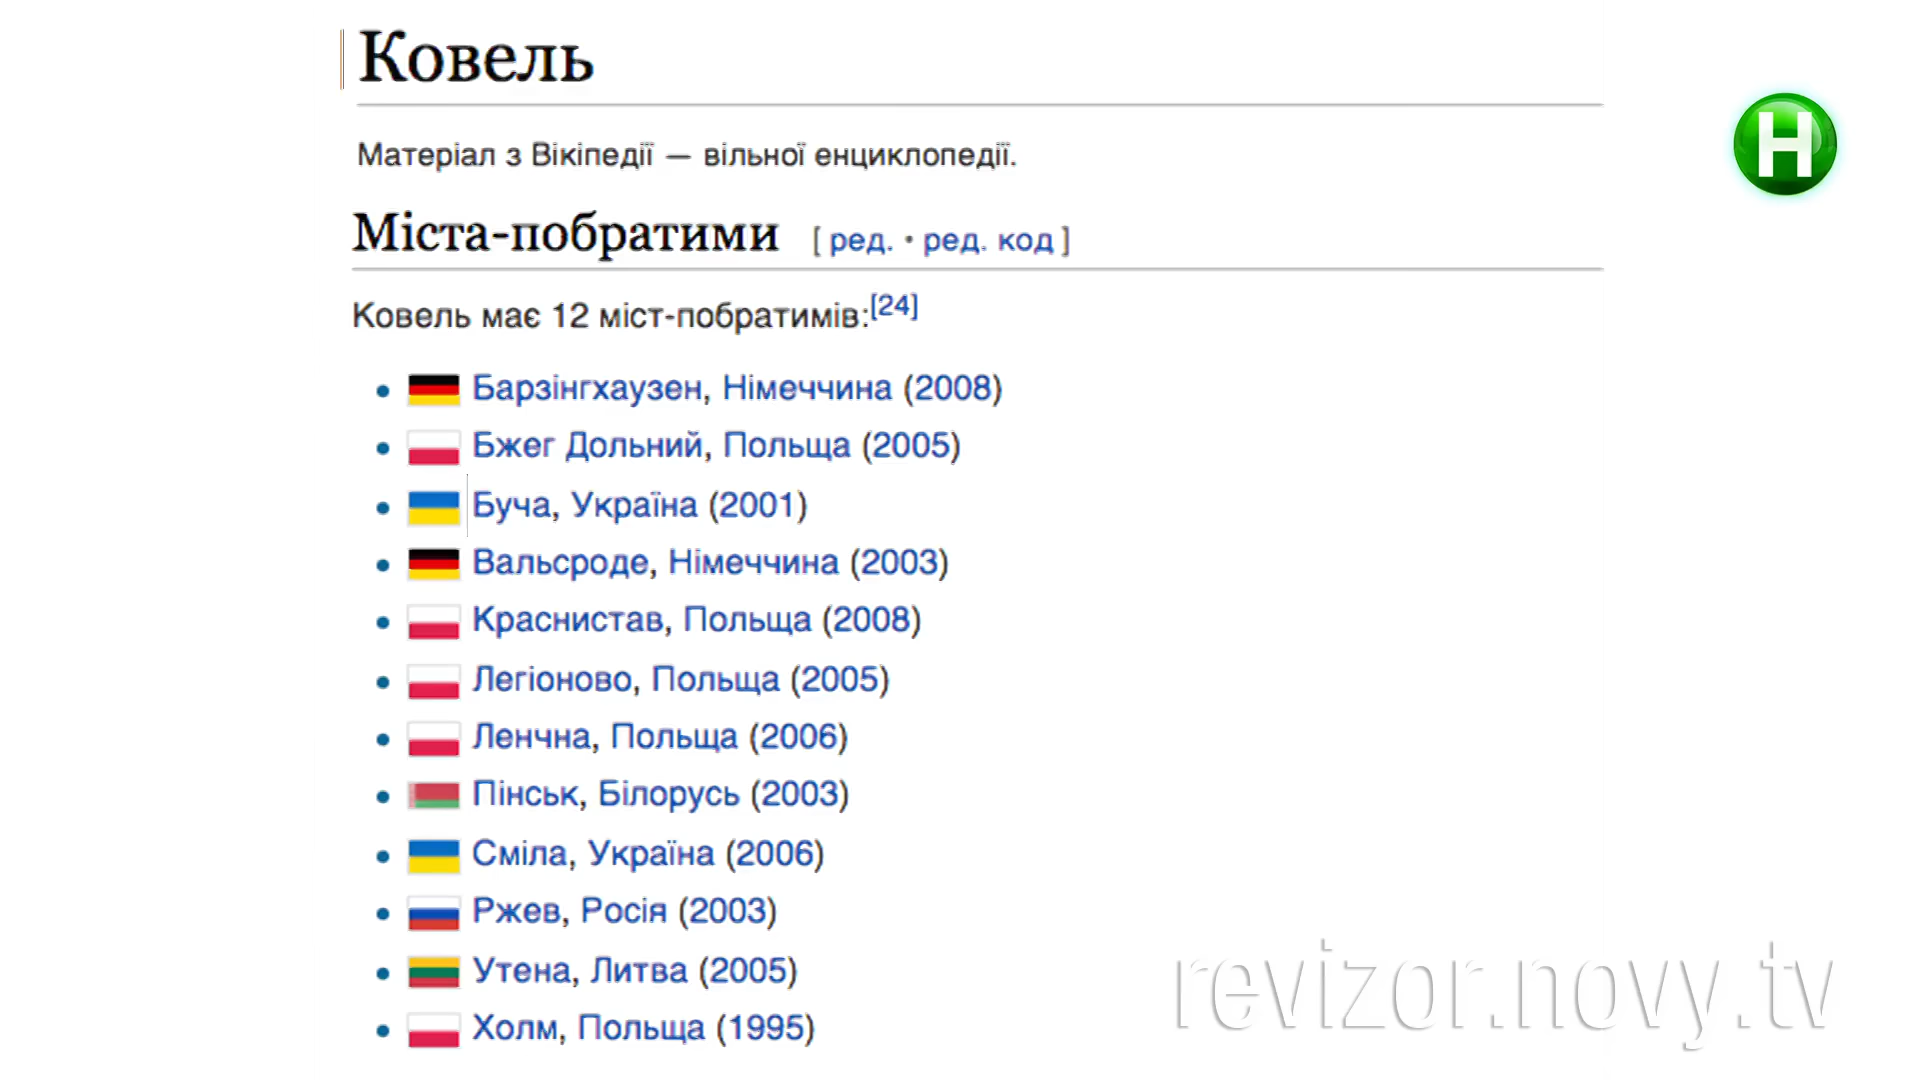 Ковель
Матеріал з Вікіпедії — вільної енциклопедії.
Міста-побратими [ ред. • ред. код ]
Ковель має 12 міст-побратимів:[24]
Барзінгхаузен, Німеччина (2008)
Бжег Дольний, Польща (2005)
Буча, Україна (2001)
Вальсроде, Німеччина (2003)
Краснистав, Польща (2008)
Легіоново, Польща (2005)
Ленчна, Польща (2006)
Пінськ, Білорусь (2003)
Сміла, Україна (2006)
Ржев, Росія (2003)
Утена, Литва (2005)
Холм, Польща (1995)
Н
revizor.novy.tv